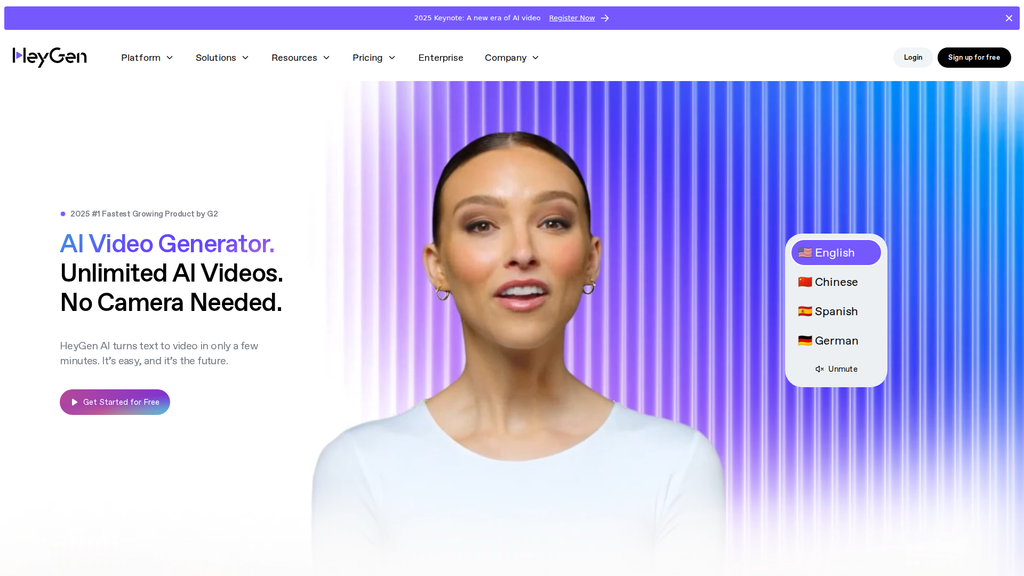 2025 Keynote: A new era of AI video Register Now
HeyGen
Platform Solutions Resources Pricing Enterprise Company
Login Sign up for free
2025 #1 Fastest Growing Product by G2
AI Video Generator.
Unlimited AI Videos.
No Camera Needed.
HeyGen AI turns text to video in only a few
minutes. It's easy, and it's the future.
Get Started for Free
English
Chinese
Spanish
German
Unmute